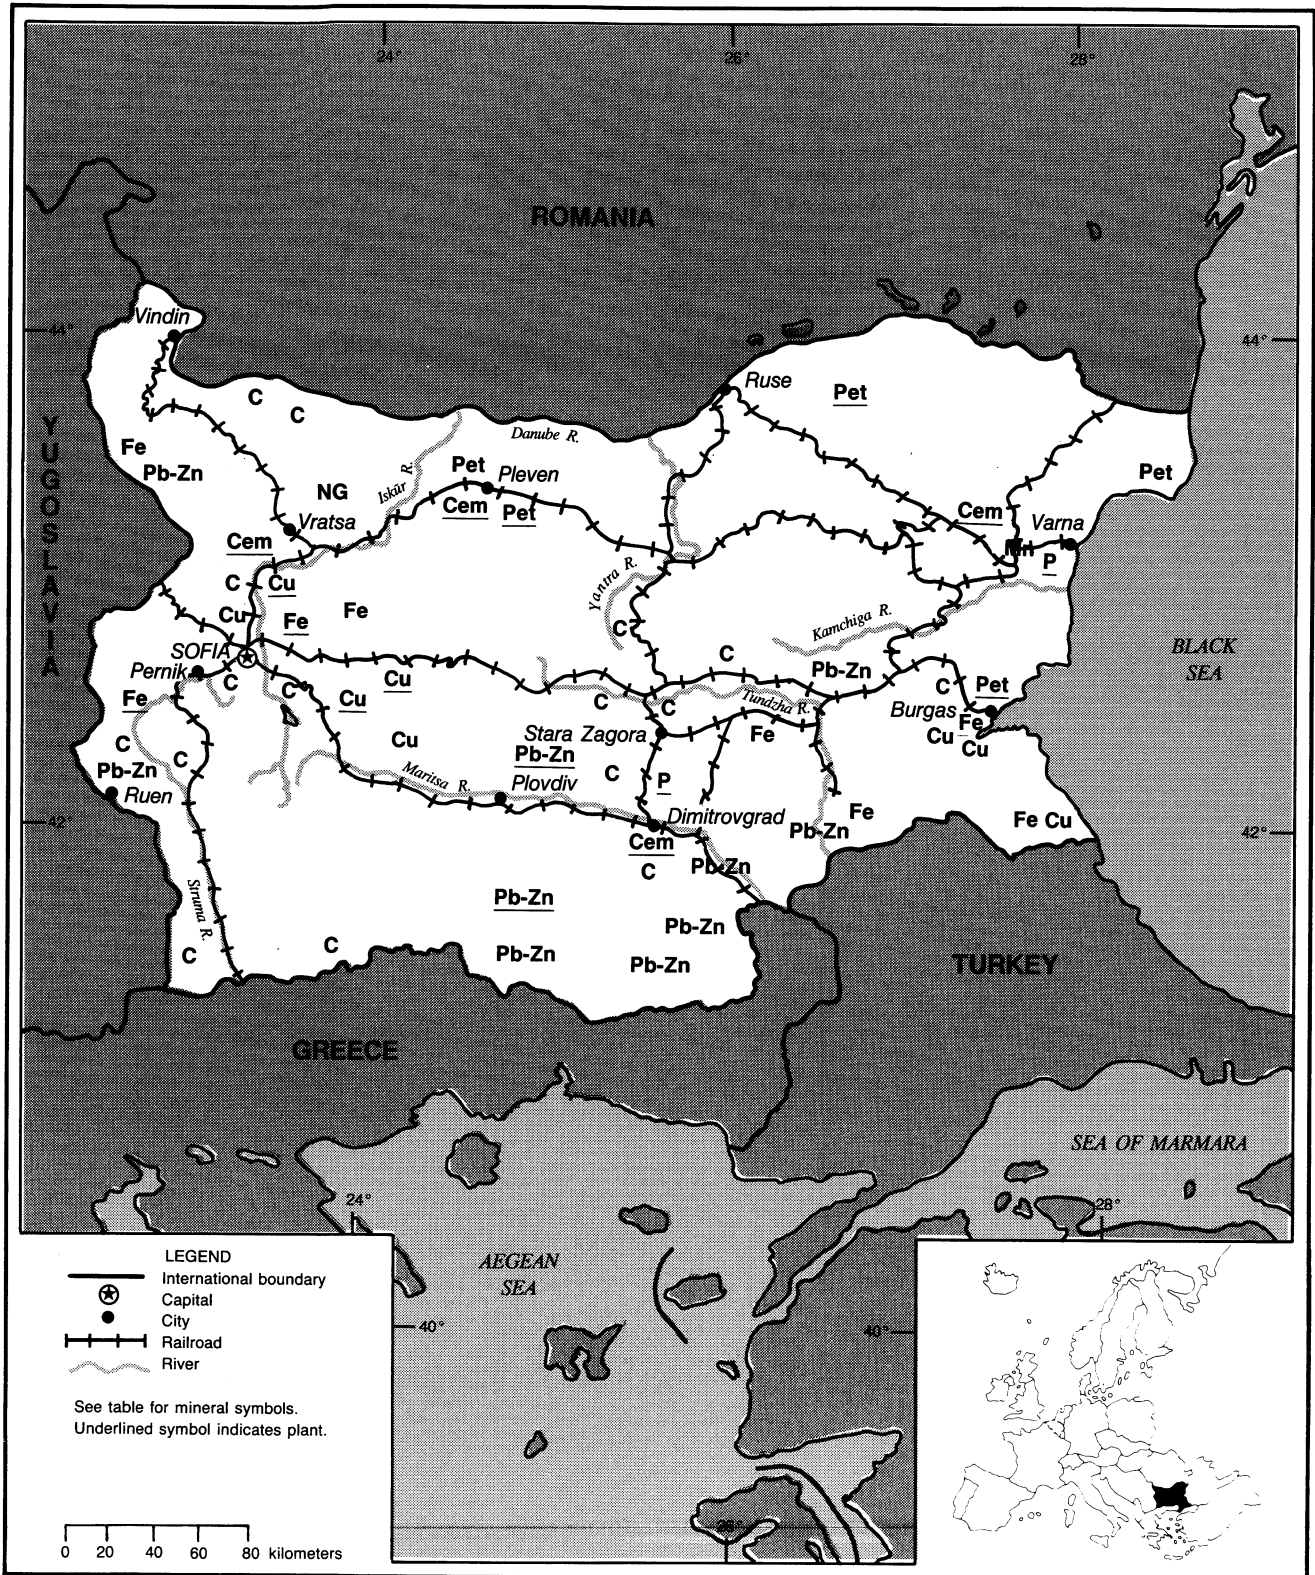 24°
26°
28°
ROMANIA
44°
44°
YUGOSLAVIA
Vindin
Ruse
Pet
C
C
Danube R.
Fe
Pb-Zn
Iskŭr R.
Pet
Pleven
Pet
NG
Cem
Pet
Vratsa
Cem
Varna
Mn
P
Cem
C
Cu
Yantra R.
Cu
Fe
Fe
C
Kamchiga R.
SOFIA
Pernik
C
C
Cu
Cu
C
Pb-Zn
BLACK
SEA
Fe
C
C
C
Pet
Tundzha R.
Burgas
Fe
Cu
Cu
C
C
Cu
Stara Zagora
Fe
Pb-Zn
Pb-Zn
Ruen
Maritsa R.
Plovdiv
C
P
42°
Dimitrovgrad
Fe
Pb-Zn
Fe Cu
42°
Cem
C
Pb-Zn
Struma R.
Pb-Zn
Pb-Zn
C
C
Pb-Zn
Pb-Zn
TURKEY
GREECE
SEA OF MARMARA
24°
28°
AEGEAN
SEA
40°
40°
26°
LEGEND
International boundary
Capital
City
Railroad
River
See table for mineral symbols.
Underlined symbol indicates plant.
0 20 40 60 80 kilometers